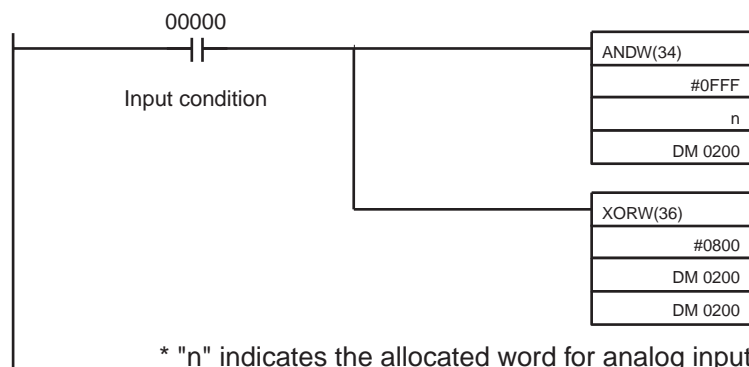 00000
Input condition
ANDW(34)
#0FFF
n
DM 0200
XORW(36)
#0800
DM 0200
DM 0200
* "n" indicates the allocated word for analog input